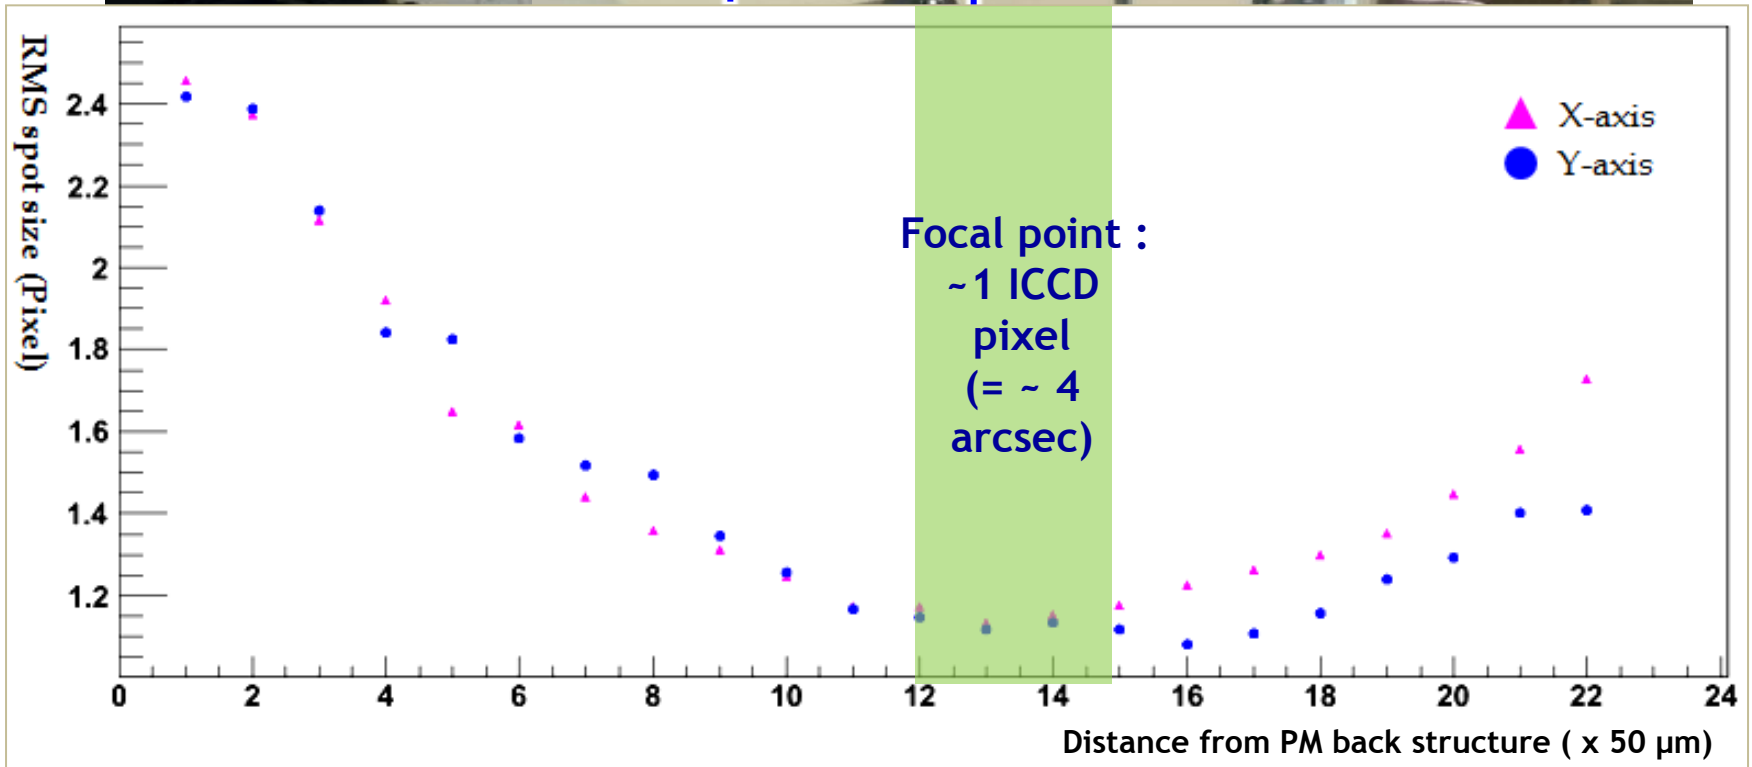 RMS spot size (Pixel)
2.4
2.2
2
1.8
1.6
1.4
1.2
X-axis
Y-axis
Focal point :
~1 ICCD
pixel
(= ~ 4
arcsec)
0 2 4 6 8 10 12 14 16 18 20 22 24
Distance from PM back structure ( x 50 μm)